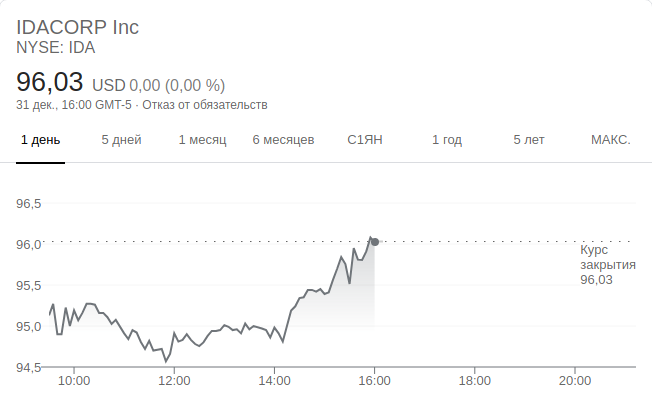 IDACORP Inc
NYSE: IDA
96,03 USD 0,00 (0,00 %)
31 дек., 16:00 GMT-5 · Отказ от обязательств
1 день 5 дней 1 месяц 6 месяцев С1ЯН 1 год 5 лет МАКС.
96,5
96,0
95,5
95,0
94,5
Курс
закрытия
96,03
10:00 12:00 14:00 16:00 18:00 20:00